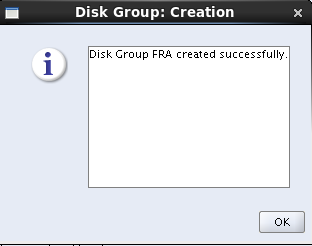 Disk Group: Creation
Disk Group FRA created successfully.
OK